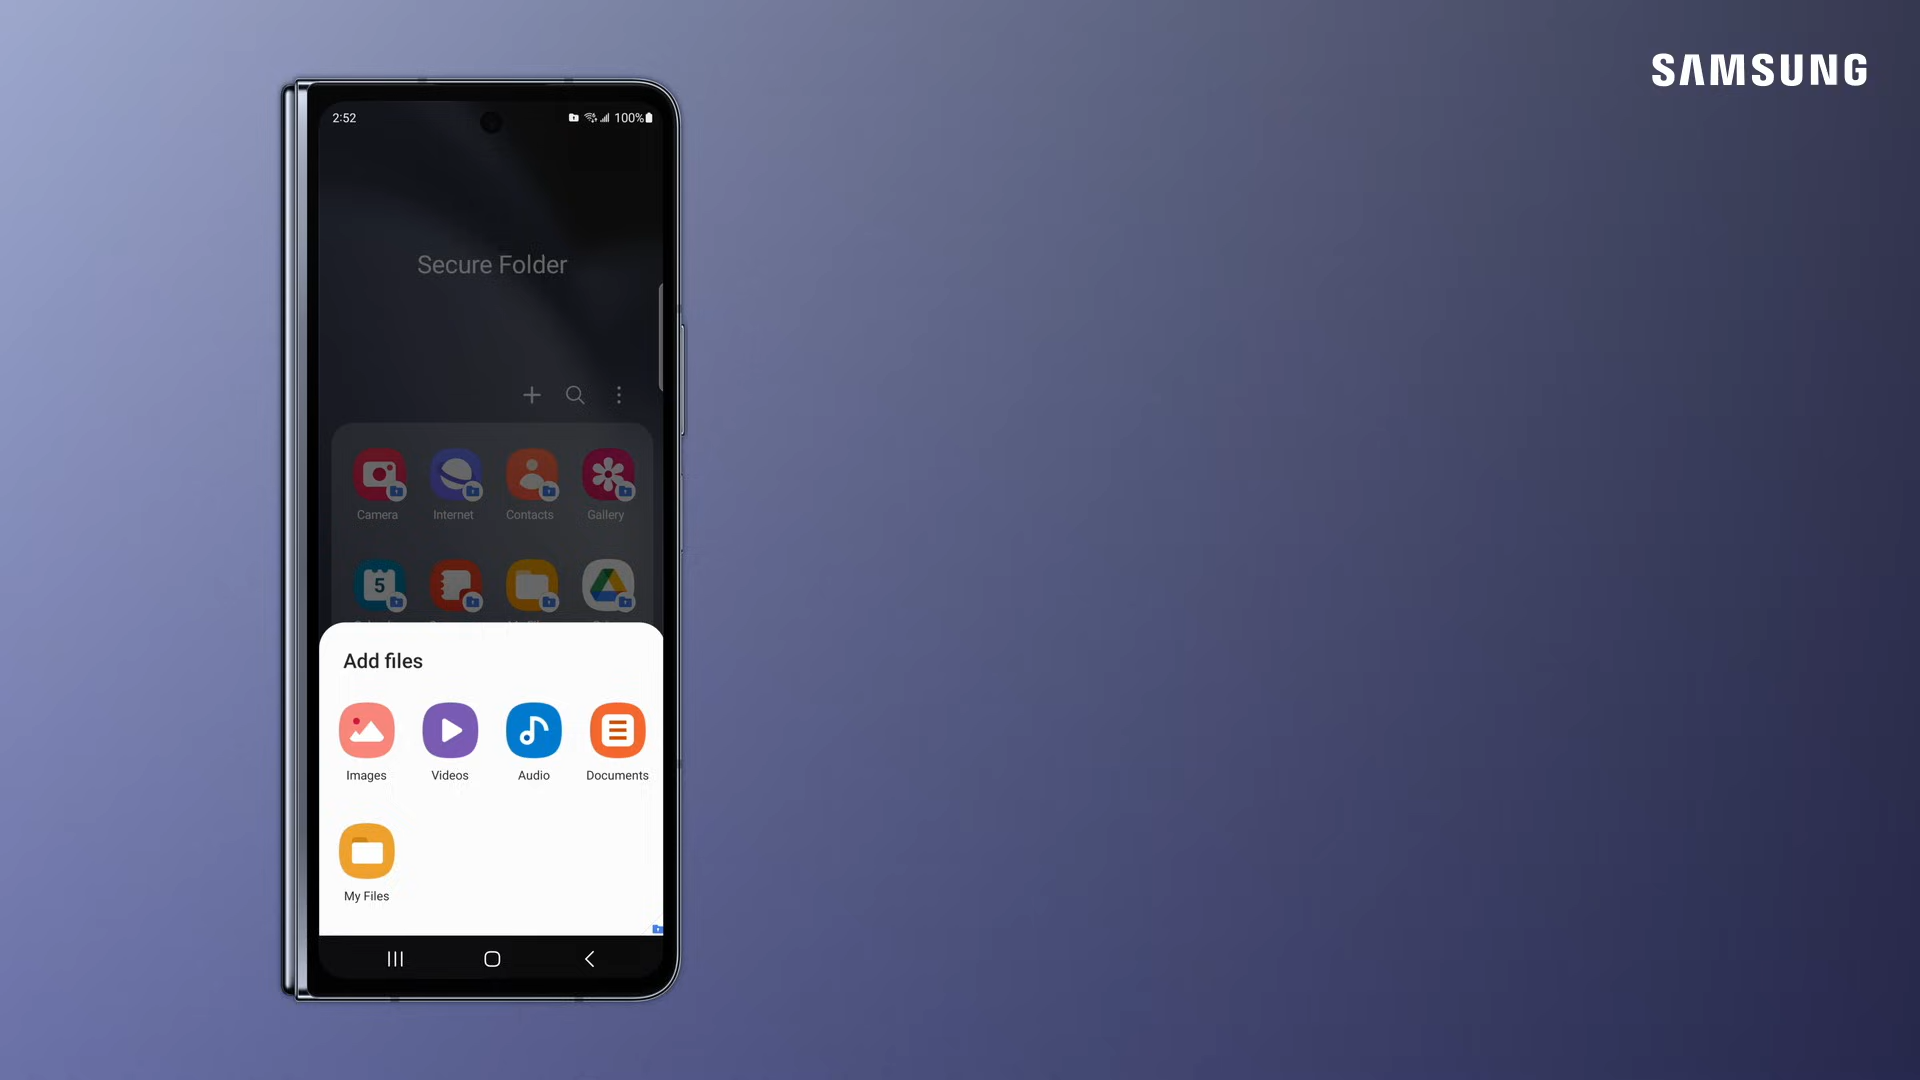 SAMSUNG
2:52
100%
Secure Folder
Camera Internet Contacts Gallery
5
Add files
Images Videos Audio Documents
My Files